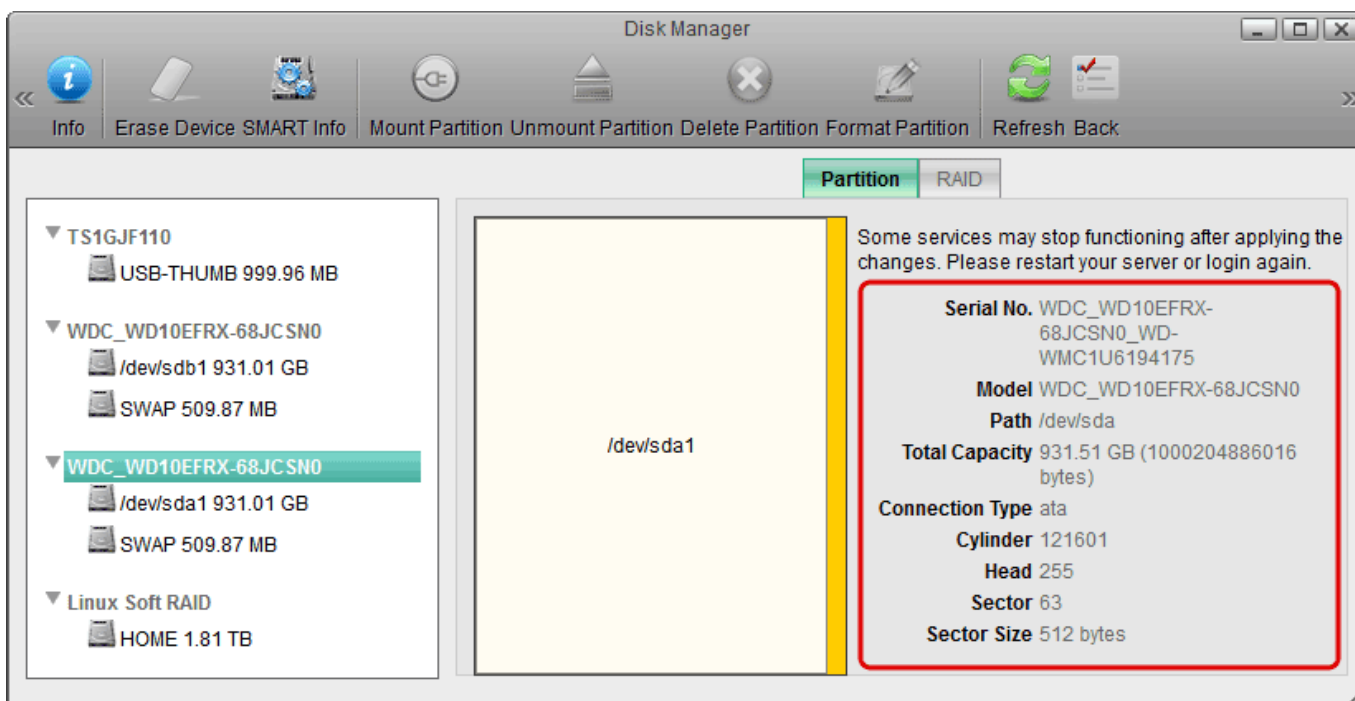 Disk Manager
Info
Erase Device
SMART Info
Mount Partition
Unmount Partition
Delete Partition
Format Partition
Refresh
Back
Partition
RAID
TS1GJF110
USB-THUMB 999.96 MB
WDC_WD10EFRX-68JCSN0
/dev/sdb1 931.01 GB
SWAP 509.87 MB
WDC_WD10EFRX-68JCSN0
/dev/sda1 931.01 GB
SWAP 509.87 MB
Linux Soft RAID
HOME 1.81 TB
/dev/sda1
Some services may stop functioning after applying the
changes. Please restart your server or login again.
Serial No. WDC_WD10EFRX-
68JCSN0_WD-
WMC1U6194175
Model WDC_WD10EFRX-68JCSN0
Path /dev/sda
Total Capacity 931.51 GB (1000204886016
bytes)
Connection Type ata
Cylinder 121601
Head 255
Sector 63
Sector Size 512 bytes